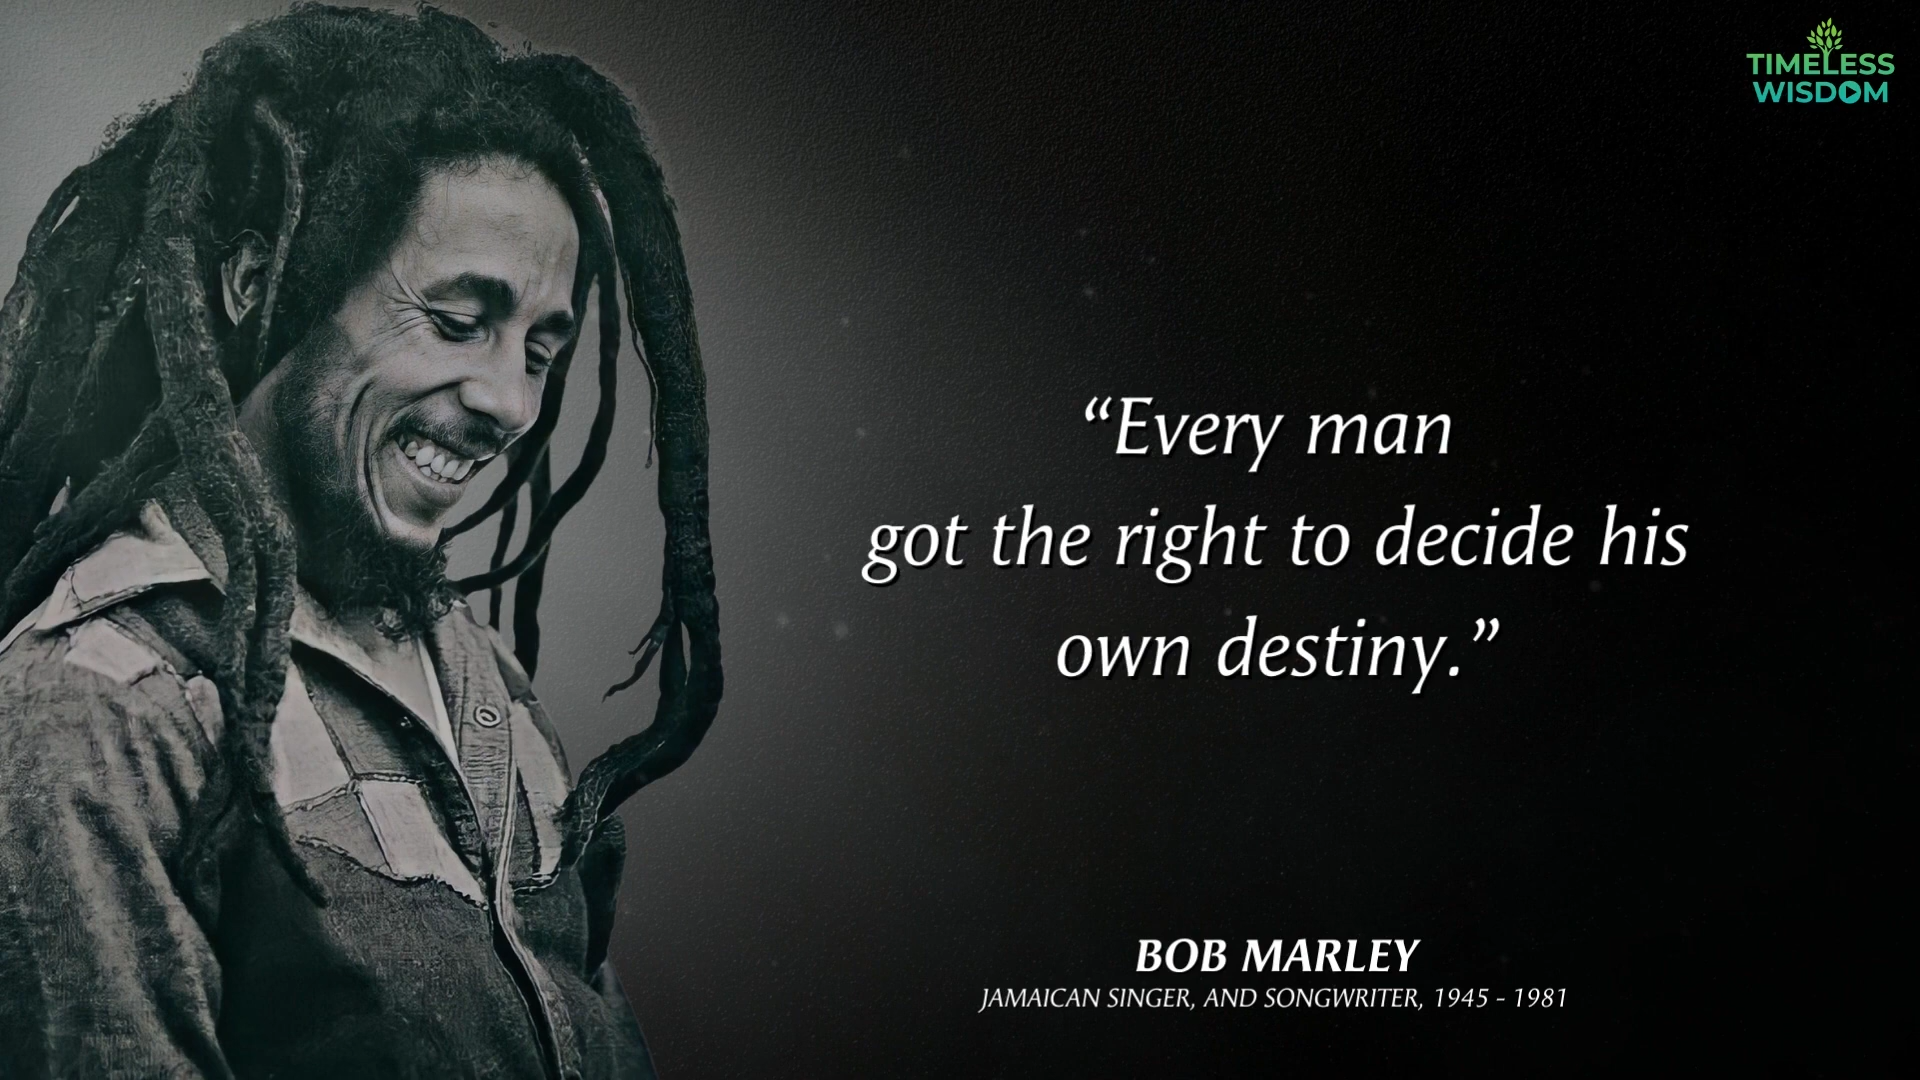 TIMELESS
WISDOM
“Every man
got the right to decide his
own destiny.”
BOB MARLEY
JAMAICAN SINGER, AND SONGWRITER, 1945 - 1981